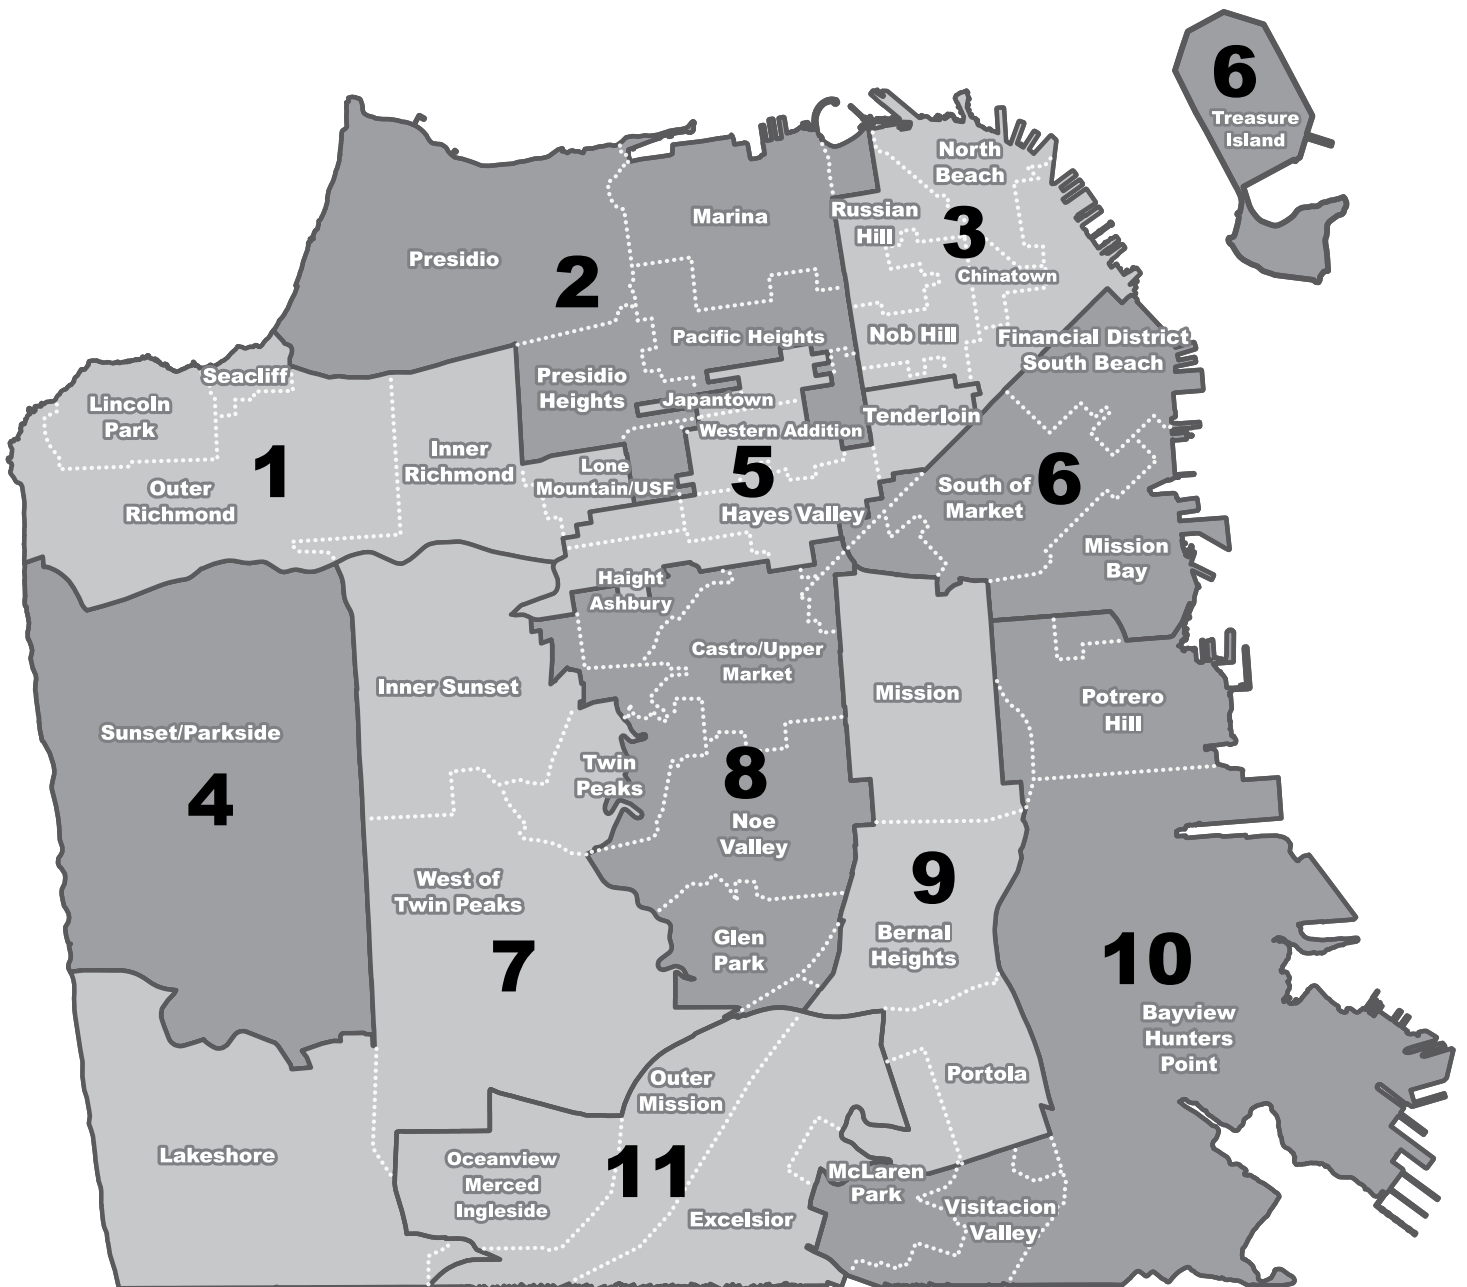 6
Treasure
Island
North
Beach
Marina
Russian
Hill
3
Presidio
2
Chinatown
Pacific Heights
Nob Hill
Financial District
South Beach
Seacliff
Presidio
Heights
Lincoln
Park
Japantown
Tenderloin
Western Addition
1
Inner
Richmond
Lone
Mountain/USF
5
6
Outer
Richmond
South of
Market
Hayes Valley
Mission
Bay
Haight
Ashbury
Castro/Upper
Market
Inner Sunset
Mission
Potrero
Hill
Sunset/Parkside
4
Twin
Peaks
8
Noe
Valley
West of
Twin Peaks
9
7
Glen
Park
Bernal
Heights
10
Bayview
Hunters
Point
Outer
Mission
Portola
Lakeshore
Oceanview
Merced
Ingleside
11
McLaren
Park
Excelsior
Visitacion
Valley